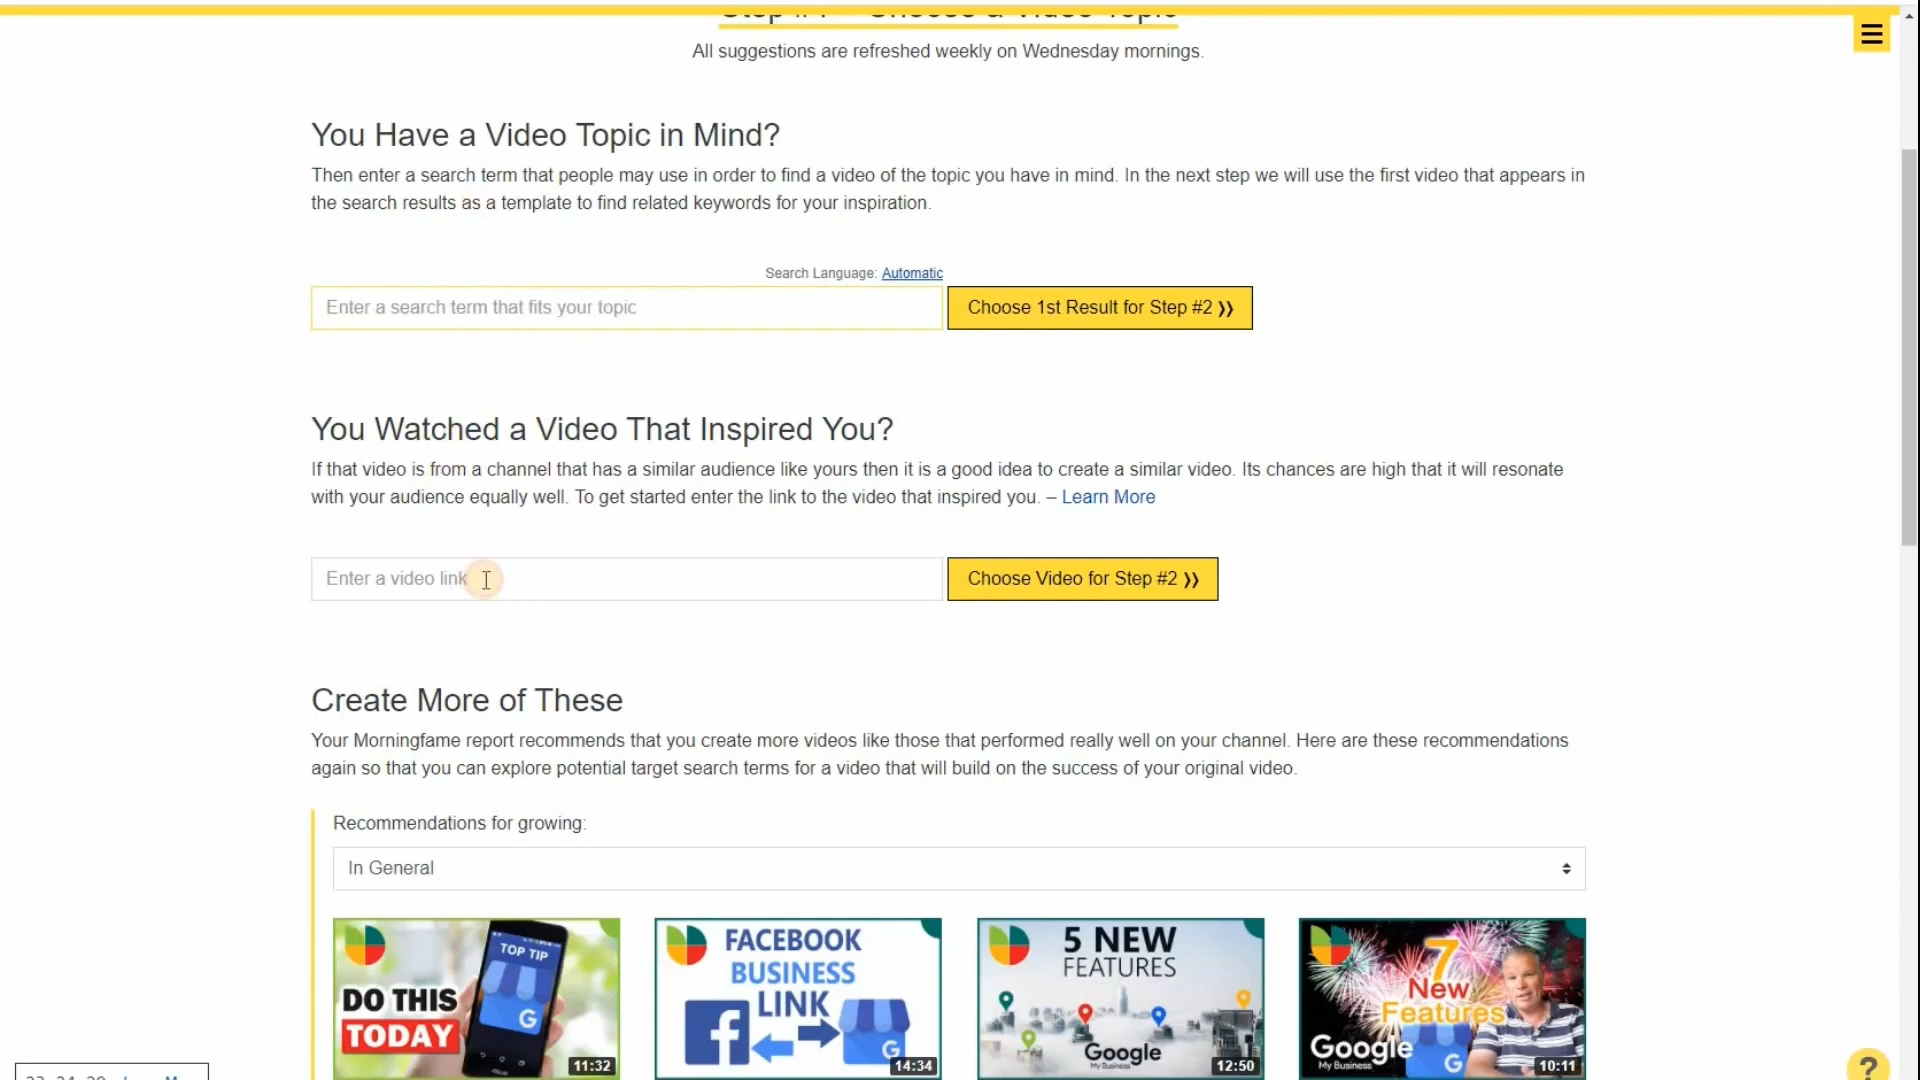 Step #1 – Choose a Video Topic
All suggestions are refreshed weekly on Wednesday mornings.
You Have a Video Topic in Mind?
Then enter a search term that people may use in order to find a video of the topic you have in mind. In the next step we will use the first video that appears in
the search results as a template to find related keywords for your inspiration.
Search Language: Automatic
Enter a search term that fits your topic
Choose 1st Result for Step #2 ⟩⟩
You Watched a Video That Inspired You?
If that video is from a channel that has a similar audience like yours then it is a good idea to create a similar video. Its chances are high that it will resonate
with your audience equally well. To get started enter the link to the video that inspired you. – Learn More
Enter a video link
Choose Video for Step #2 ⟩⟩
Create More of These
Your Morningfame report recommends that you create more videos like those that performed really well on your channel. Here are these recommendations
again so that you can explore potential target search terms for a video that will build on the success of your original video.
Recommendations for growing:
In General
TOP TIP
DO THIS
TODAY
G
11:32
FACEBOOK
BUSINESS
LINK
f
G
14:34
5 NEW
FEATURES
Google
My Business
12:50
7
New
Features
Google
My Business
G
10:11
?